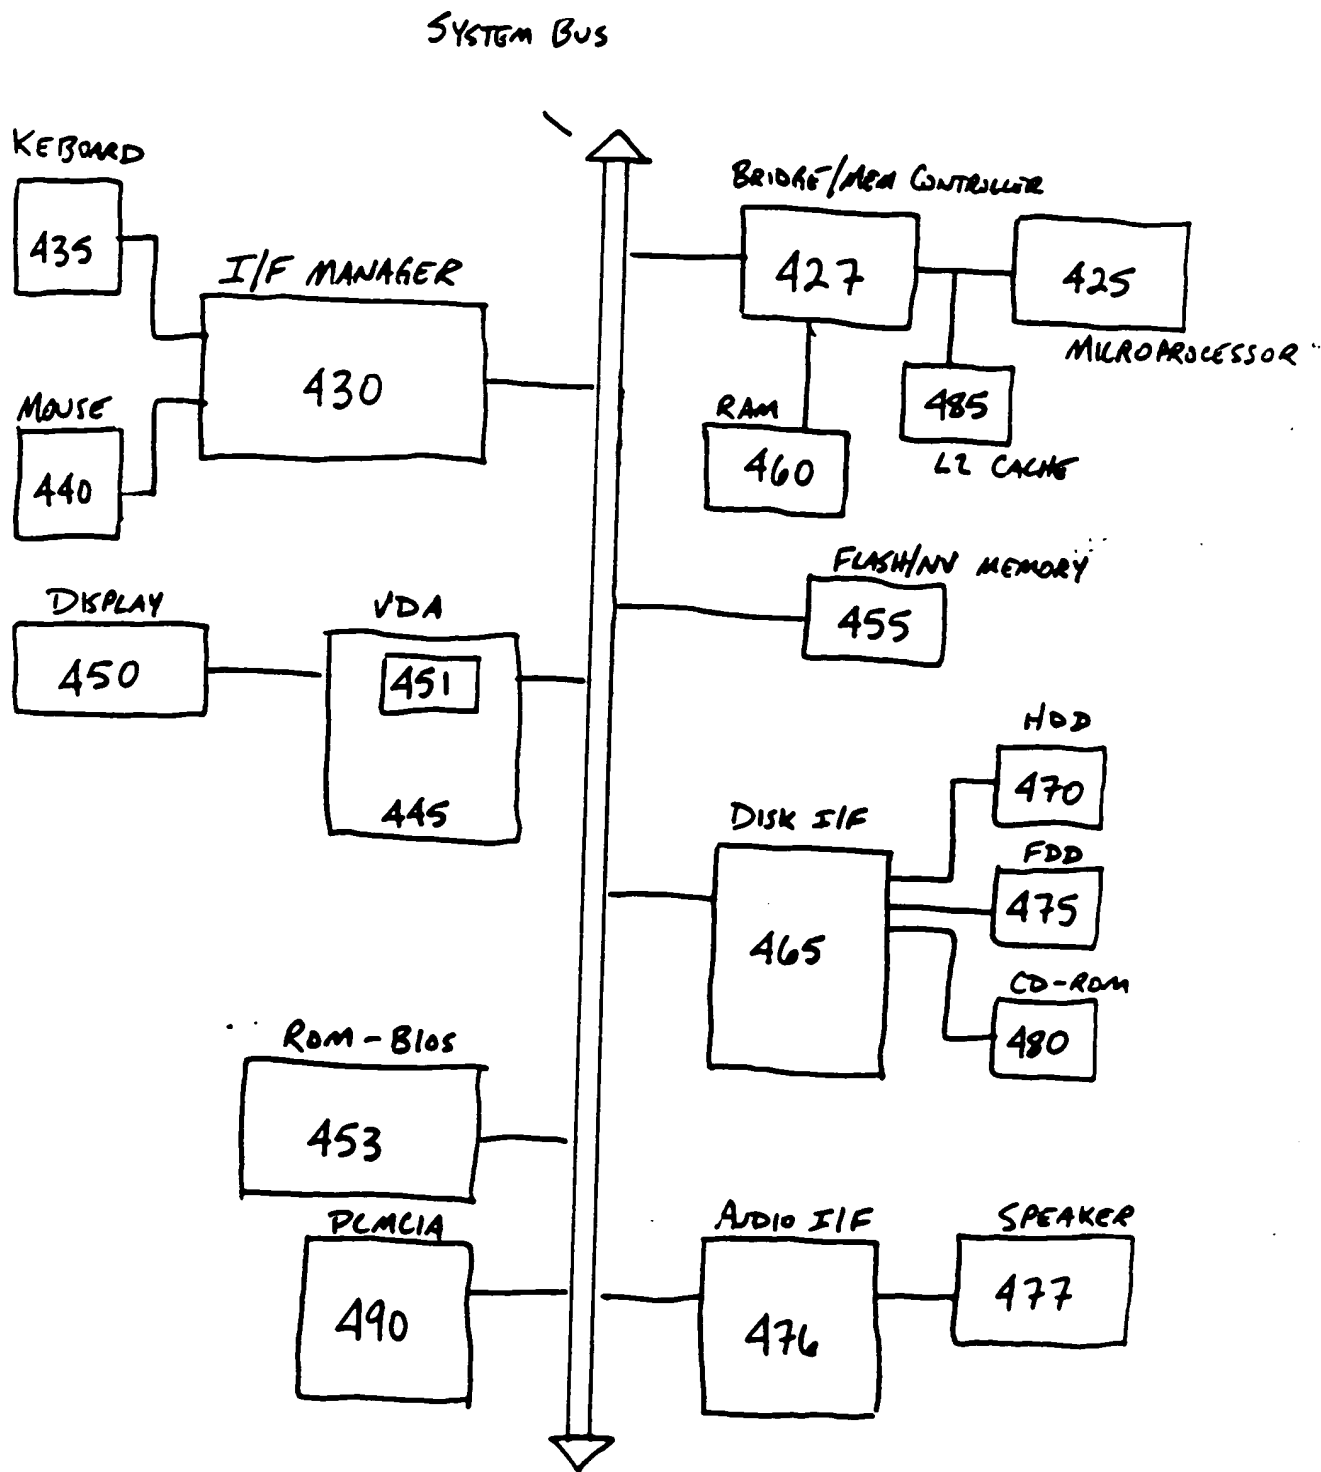 SYSTEM BUS
KEBOARD
435
I/F MANAGER
430
MOUSE
440
BRIDGE/MEM CONTROLLER
427
425
MICROPROCESSOR
485
L2 CACHE
RAM
460
FLASH/NV MEMORY
455
DISPLAY
450
VDA
451
445
HDD
470
DISK I/F
465
FDD
475
CD-ROM
480
ROM-BIOS
453
PCMCIA
490
AUDIO I/F
476
SPEAKER
477